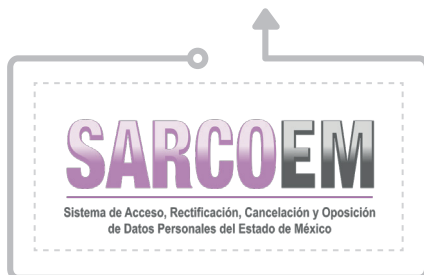 SARCOEM
Sistema de Acceso, Rectificación, Cancelación y Oposición
de Datos Personales del Estado de México